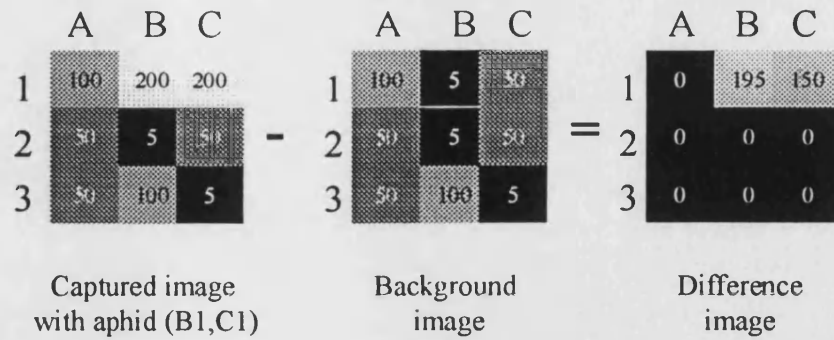 A B C A B C A B C
1 100 200 200 1 100 5 50 1 0 195 150
2 50 5 50 - 2 50 5 50 = 2 0 0 0
3 50 100 5 3 50 100 5 3 0 0 0
Captured image Background Difference
with aphid (B1,C1) image image